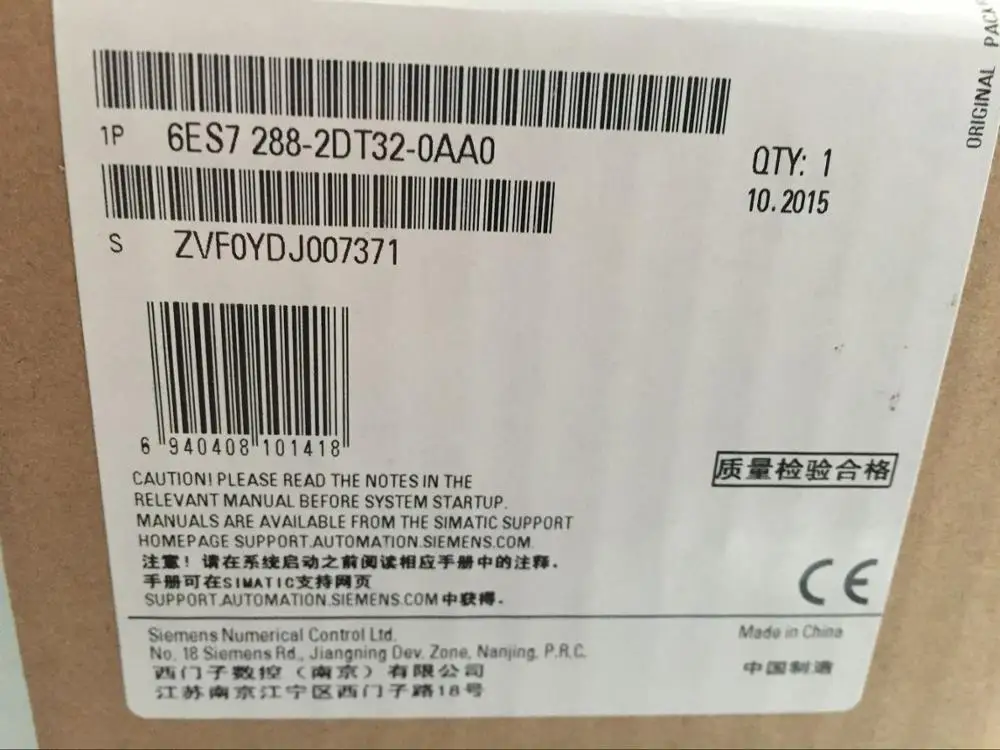 ORIGINAL PACK
1P 6ES7 288-2DT32-0AA0
QTY: 1
10.2015
S ZVF0YDJ007371
6 940408 101418
质量检验合格
CAUTION! PLEASE READ THE NOTES IN THE
RELEVANT MANUAL BEFORE SYSTEM STARTUP.
MANUALS ARE AVAILABLE FROM THE SIMATIC SUPPORT
HOMEPAGE SUPPORT.AUTOMATION.SIEMENS.COM.
注意！请在系统启动之前阅读相应手册中的注释.
手册可在SIMATIC支持网页
SUPPORT.AUTOMATION.SIEMENS.COM 中获得.
CE
Siemens Numerical Control Ltd.
No. 18 Siemens Rd., Jiangning Dev. Zone, Nanjing, P.R.C.
西门子数控（南京）有限公司
江苏南京江宁区西门子路18号
Made in China
中国制造